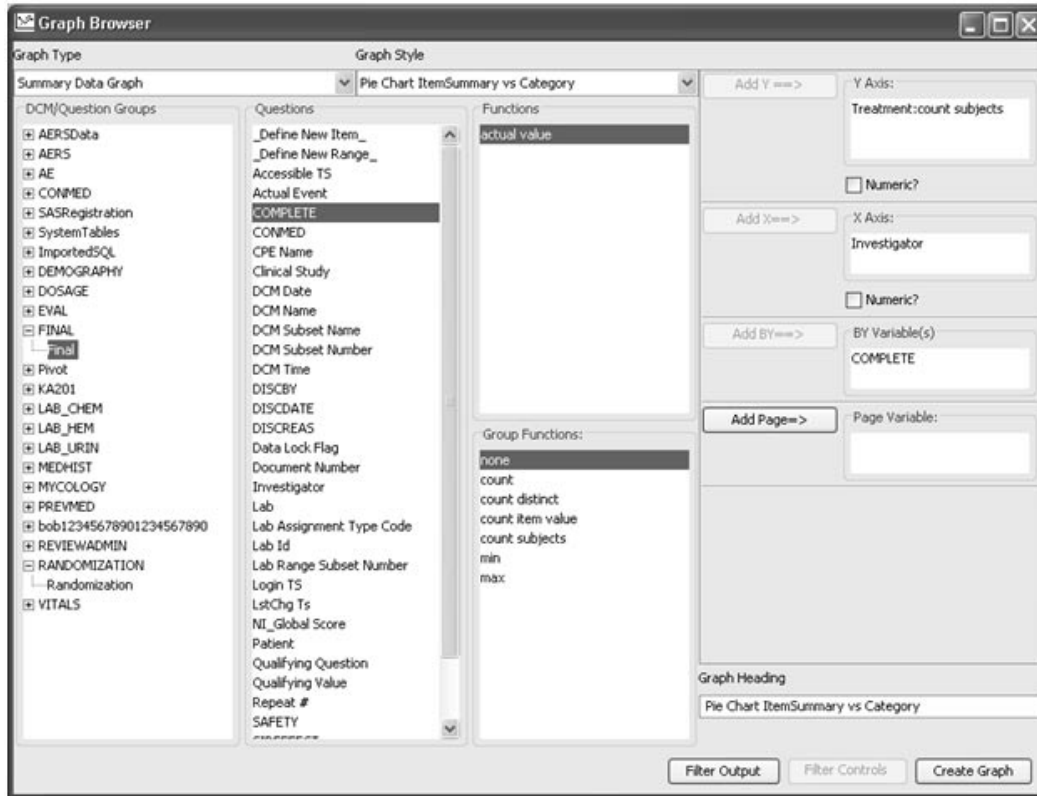 Graph Browser
Graph Type
Graph Style
Summary Data Graph
Pie Chart ItemSummary vs Category
DCM/Question Groups
AERSData
AERS
AE
CONMED
SASRegistration
SystemTables
ImportedSQL
DEMOGRAPHY
DOSAGE
EVAL
FINAL
Final
Pivot
KA201
LAB_CHEM
LAB_HEM
LAB_URIN
MEDHIST
MYCOLOGY
PREVMED
bob12345678901234567890
REVIEWADMIN
RANDOMIZATION
Randomization
VITALS
Questions
_Define New Item_
_Define New Range_
Accessible TS
Actual Event
COMPLETE
CONMED
CPE Name
Clinical Study
DCM Date
DCM Name
DCM Subset Name
DCM Subset Number
DCM Time
DISCBY
DISCDATE
DISCREAS
Data Lock Flag
Document Number
Investigator
Lab
Lab Assignment Type Code
Lab Id
Lab Range Subset Number
Login TS
LstChg Ts
NI_Global Score
Patient
Qualifying Question
Qualifying Value
Repeat #
SAFETY
Functions
actual value
Group Functions:
none
count
count distinct
count item value
count subjects
min
max
Add Y ==>
Y Axis:
Treatment:count subjects
Numeric?
Add X==>
X Axis:
Investigator
Numeric?
Add BY==>
BY Variable(s)
COMPLETE
Add Page=>
Page Variable:
Graph Heading
Pie Chart ItemSummary vs Category
Filter Output
Filter Controls
Create Graph